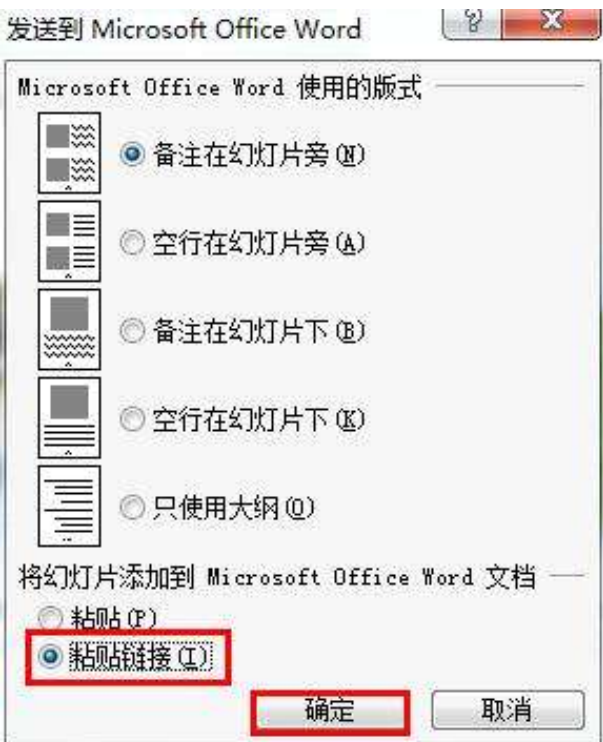 发送到 Microsoft Office Word
Microsoft Office Word 使用的版式
备注在幻灯片旁(N)
空行在幻灯片旁(A)
备注在幻灯片下(B)
空行在幻灯片下(K)
只使用大纲(O)
将幻灯片添加到 Microsoft Office Word 文档
粘贴(P)
粘贴链接(I)
确定 取消